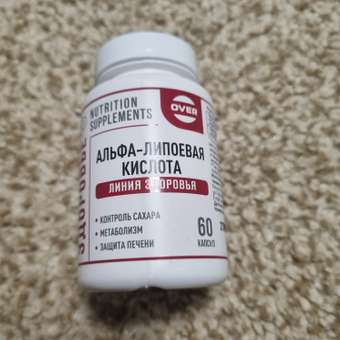 NUTRITION
SUPPLEMENTS
OVER
АЛЬФА-ЛИПОЕВАЯ
КИСЛОТА
ЛИНИЯ ЗДОРОВЬЯ
• КОНТРОЛЬ САХАРА
• МЕТАБОЛИЗМ
• ЗАЩИТА ПЕЧЕНИ
60
КАПСУЛ